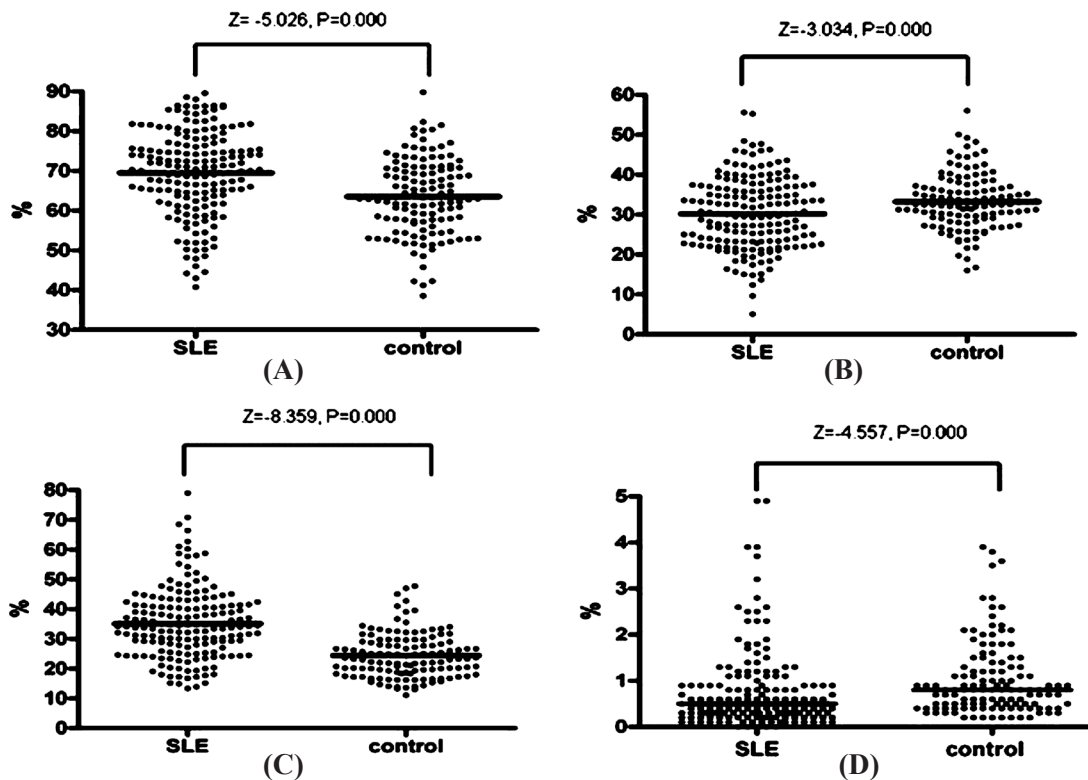 Z= -5.026, P=0.000
90
80
70
60
50
40
30
%
SLE control
(A)
Z=-3.034, P=0.000
60
50
40
30
20
10
0
%
SLE control
(B)
Z=-8.359, P=0.000
80
70
60
50
40
30
20
10
0
%
SLE control
(C)
Z=-4.557, P=0.000
5
4
3
2
1
0
%
SLE control
(D)